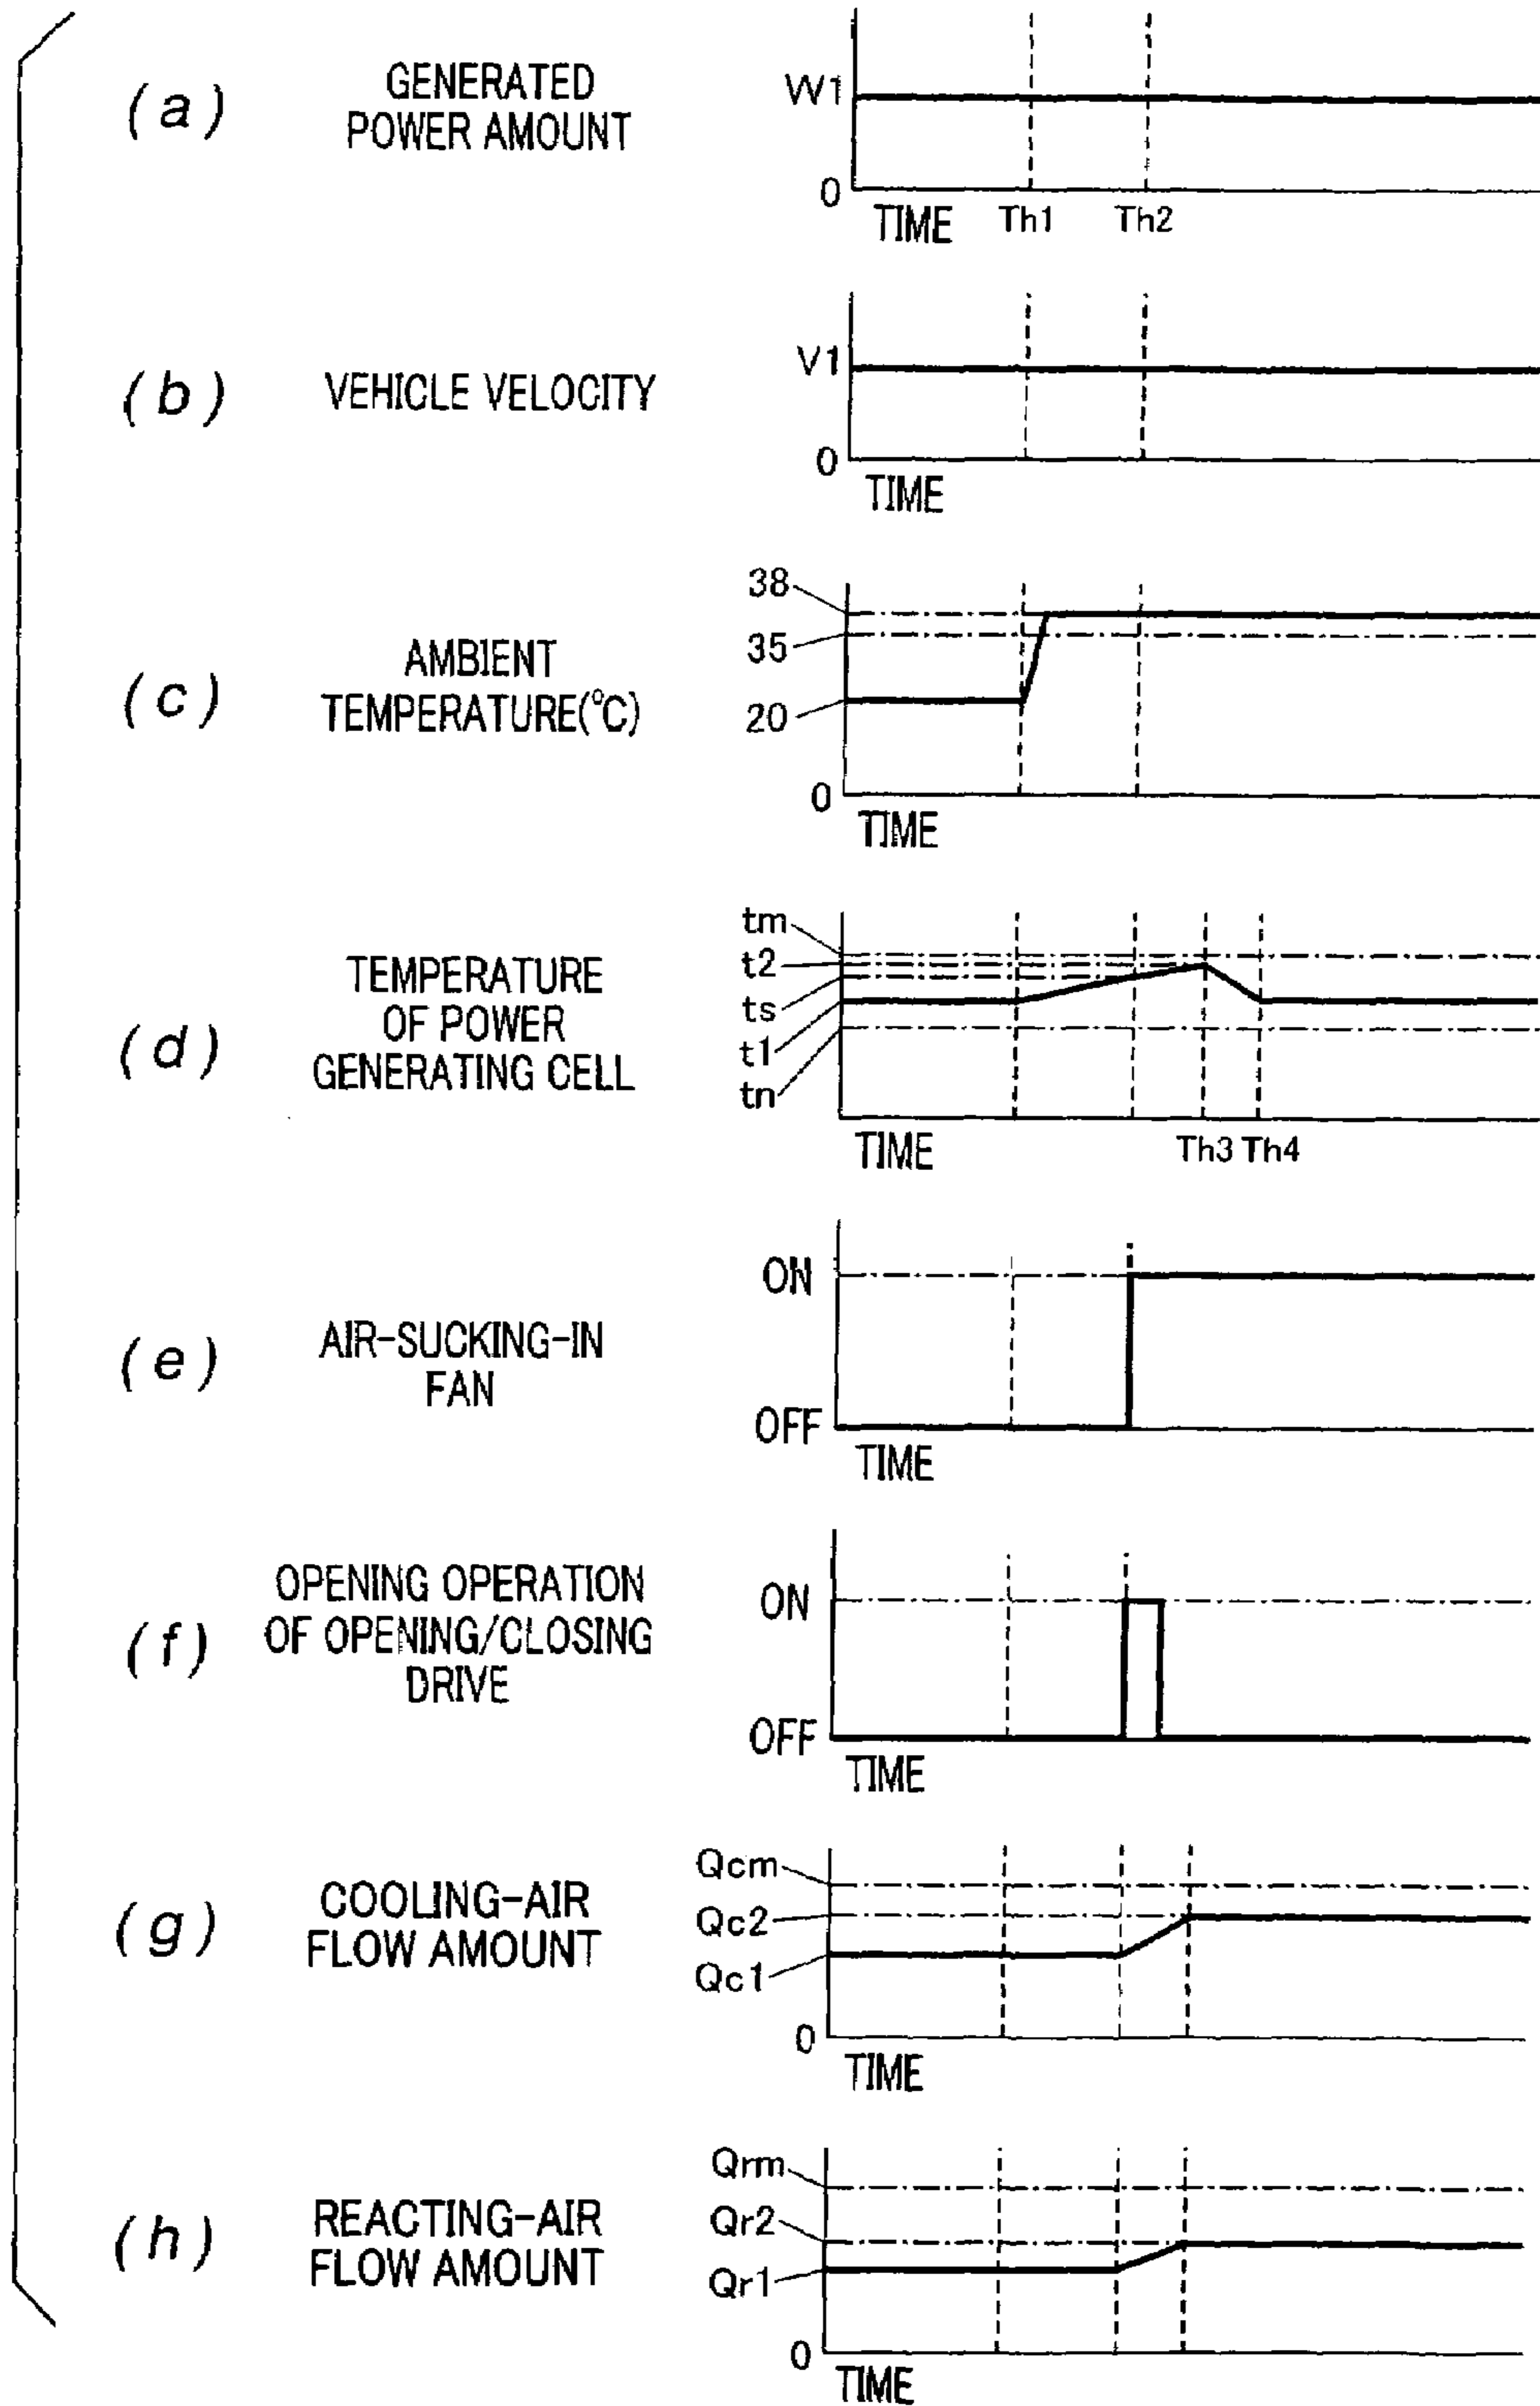 (a)
GENERATED
POWER AMOUNT
W1
0
TIME
Th1
Th2
(b)
VEHICLE VELOCITY
V1
0
TIME
(c)
AMBIENT
TEMPERATURE(°C)
38
35
20
0
TIME
(d)
TEMPERATURE
OF POWER
GENERATING CELL
tm
t2
ts
t1
tn
TIME
Th3
Th4
(e)
AIR-SUCKING-IN
FAN
ON
OFF
TIME
(f)
OPENING OPERATION
OF OPENING/CLOSING
DRIVE
ON
OFF
TIME
(g)
COOLING-AIR
FLOW AMOUNT
Qcm
Qc2
Qc1
0
TIME
(h)
REACTING-AIR
FLOW AMOUNT
Qrm
Qr2
Qr1
0
TIME